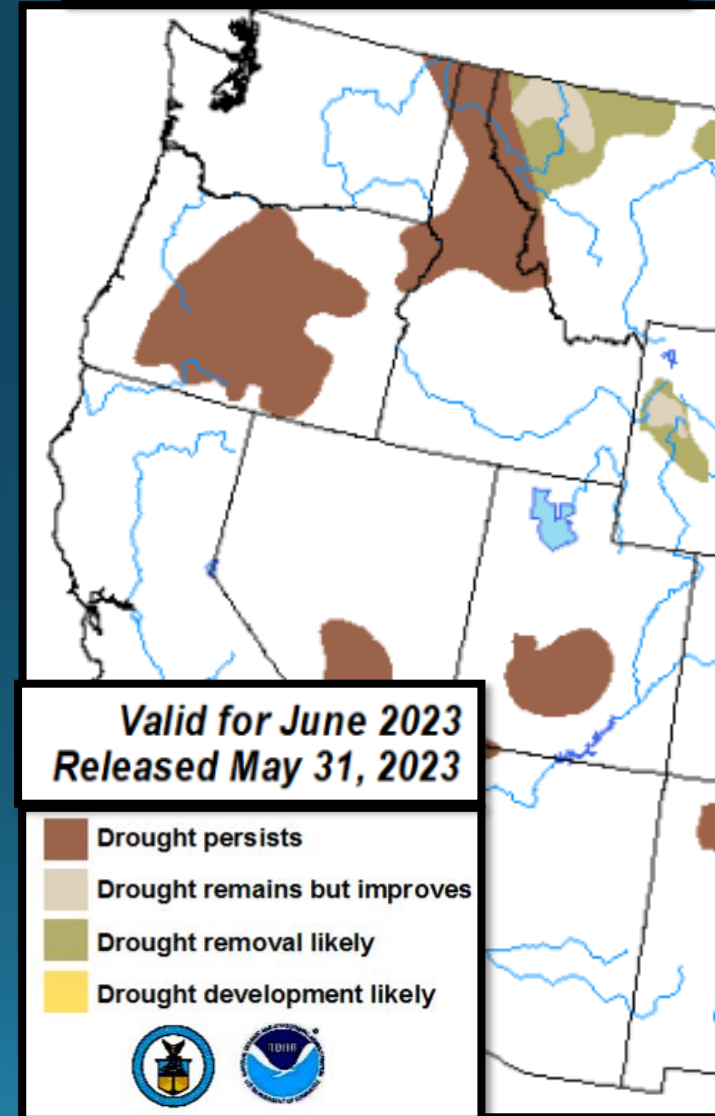 Valid for June 2023
Released May 31, 2023
Drought persists
Drought remains but improves
Drought removal likely
Drought development likely